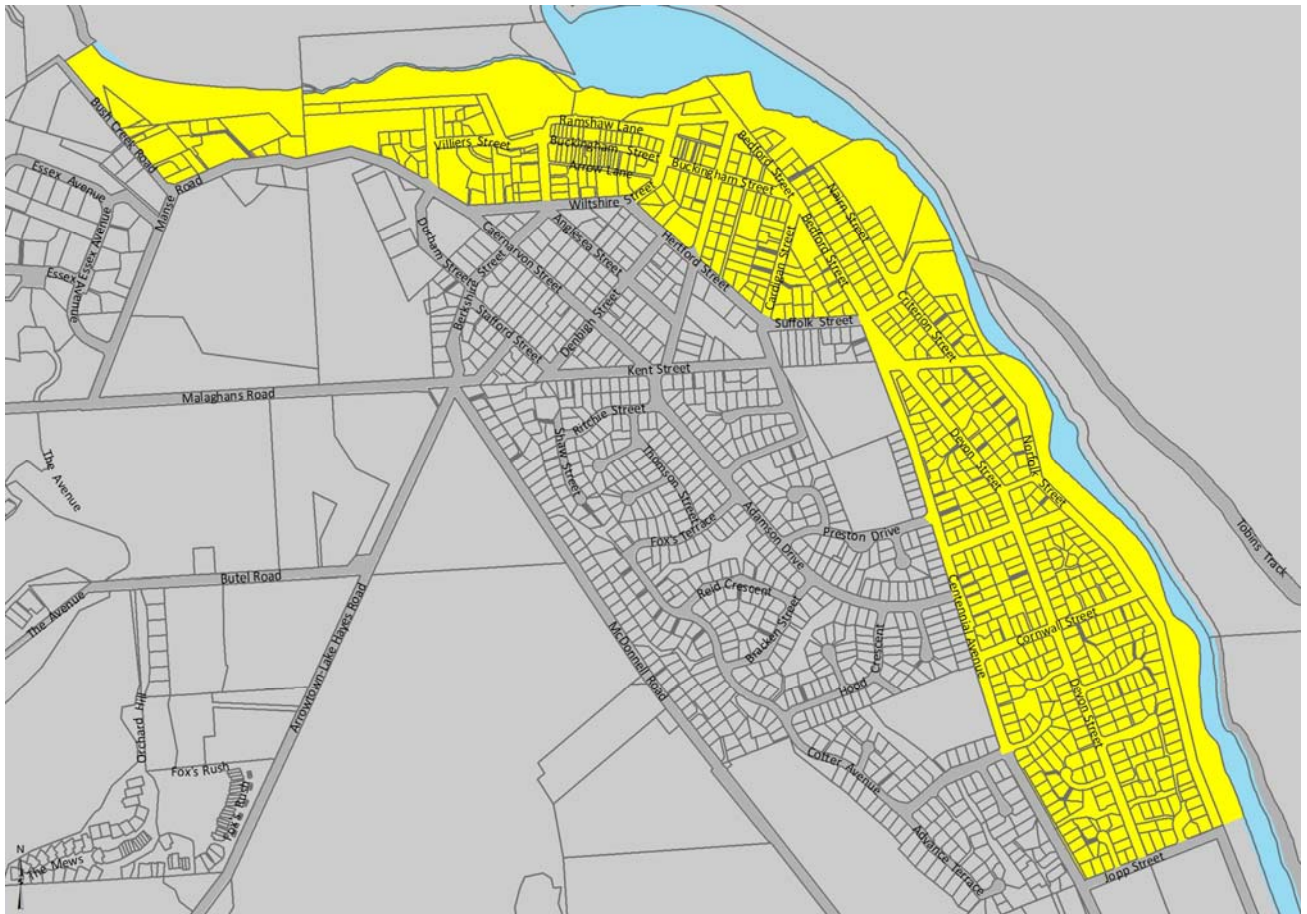 Bush Creek Road
Essex Avenue
Essex Avenue
Essex
Avenue
Manse Road
Villiers Street
Ramshaw Lane
Buckingham Street
Arrow Lane
Wiltshire Street
Buckingham Street
Bedford Street
Nairn Street
Bedford Street
Cardigan Street
Hertford Street
Suffolk Street
Criterion Street
Durham Street
Berkshire Street
Caernarvon Street
Anglesea Street
Denbigh Street
Stafford Street
Kent Street
Malaghans Road
Ritchie Street
Shaw Street
Thomson Street
Fox's Terrace
Adamson Drive
Preston Drive
Reid Crescent
Bracken Street
Hood Crescent
McDonnell Road
Devon Street
Norfolk Street
Centennial Avenue
Cornwall Street
Devon Street
Tobins Track
The Avenue
Butel Road
The Avenue
Arrowtown-Lake Hayes Road
Orchard Hill
Fox's Rush
Fox's Rush
The Mews
Cotter Avenue
Advance Terrace
Jopp Street
N